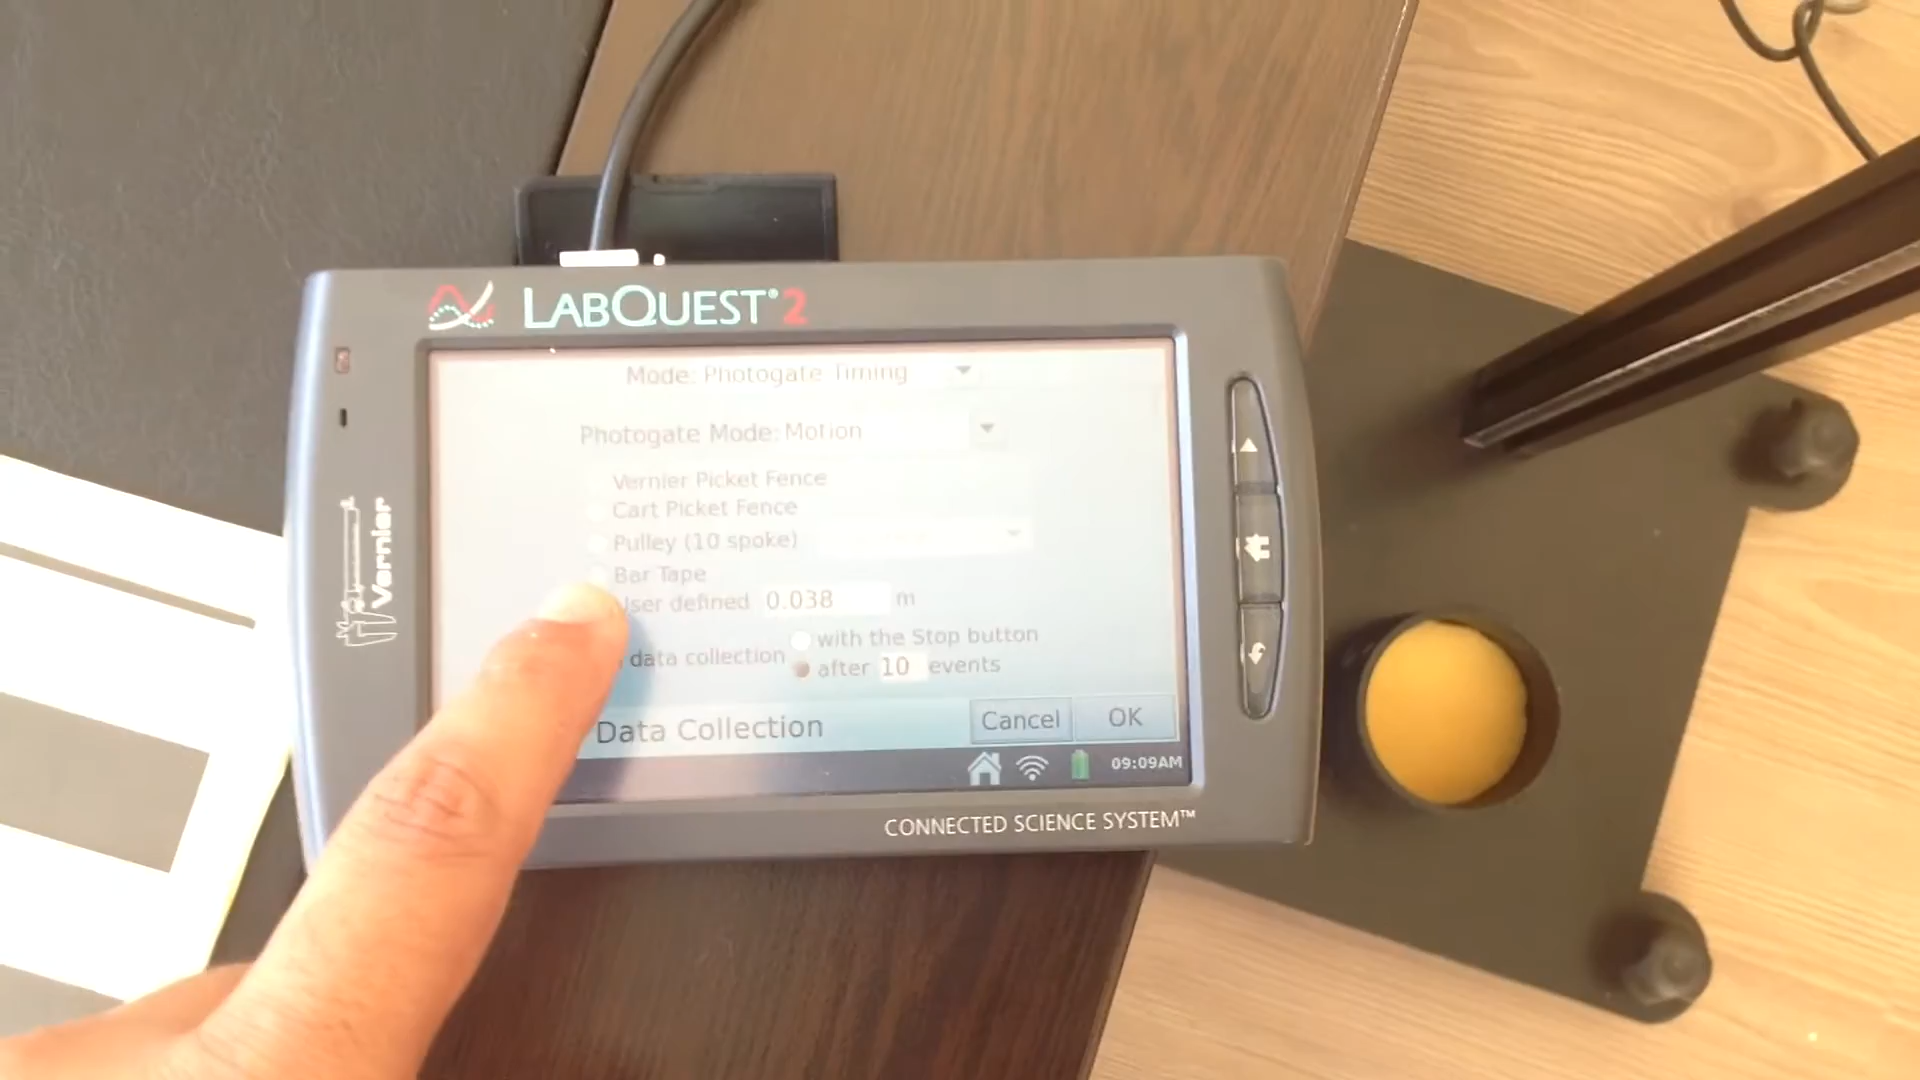 LABQUEST® 2
Mode: Photogate Timing
Photogate Mode: Motion
Vernier Picket Fence
Cart Picket Fence
Pulley (10 spoke)
Bar Tape
User defined 0.038 m
data collection
with the Stop button
after 10 events
Data Collection
Cancel
OK
09:09AM
Vernier
CONNECTED SCIENCE SYSTEM™